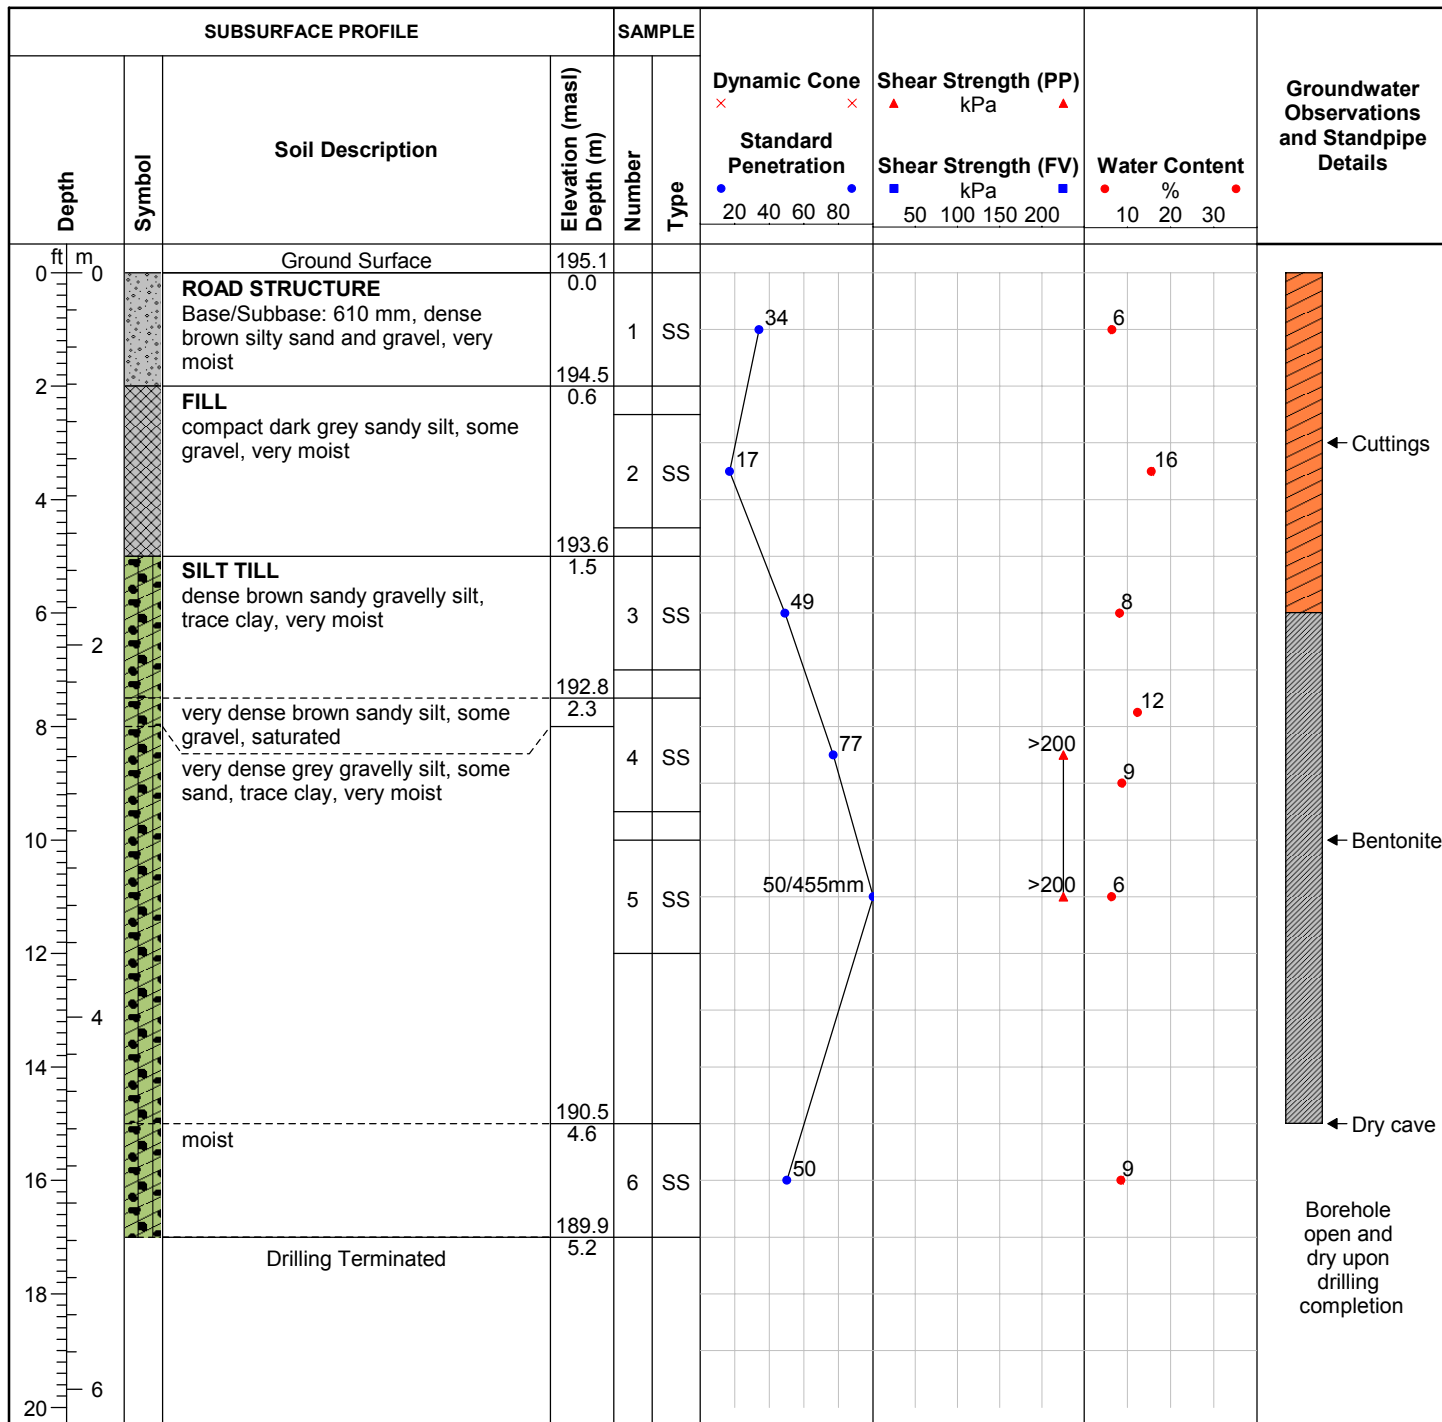 SUBSURFACE PROFILE
SAMPLE
Depth
Symbol
Soil Description
Elevation (masl)
Depth (m)
Number
Type
Dynamic Cone
Standard
Penetration
20 40 60 80
Shear Strength (PP)
kPa
Shear Strength (FV)
kPa
50 100 150 200
Water Content
%
10 20 30
Groundwater
Observations
and Standpipe
Details
ft m
0 0
2
4
6
2
8
10
12
4
14
16
18
6
20
Ground Surface
195.1
0.0
ROAD STRUCTURE
Base/Subbase: 610 mm, dense
brown silty sand and gravel, very
moist
194.5
0.6
1 SS
34
6
FILL
compact dark grey sandy silt, some
gravel, very moist
193.6
1.5
2 SS
17
16
Cuttings
SILT TILL
dense brown sandy gravelly silt,
trace clay, very moist
192.8
2.3
3 SS
49
8
very dense brown sandy silt, some
gravel, saturated
very dense grey gravelly silt, some
sand, trace clay, very moist
4 SS
77
>200
12
9
Bentonite
5 SS
50/455mm
>200
6
190.5
4.6
moist
Dry cave
6 SS
50
9
189.9
5.2
Drilling Terminated
Borehole
open and
dry upon
drilling
completion